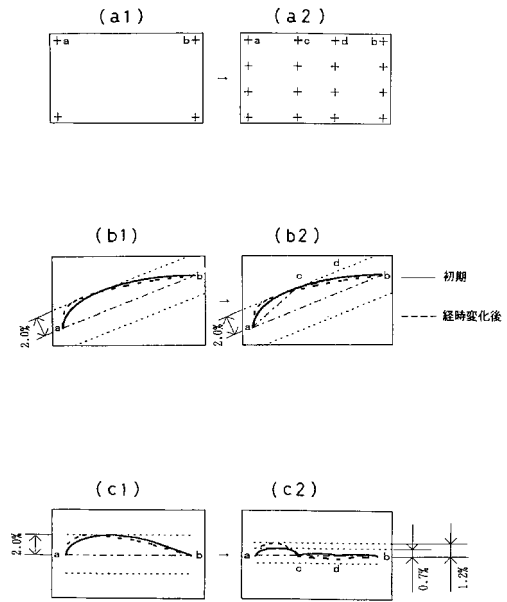 (a1) (a2)
a b a c d b
→
(b1) (b2)
a b 2.0%
→
a c d b 2.0%
初期
経時変化後
(c1) (c2)
2.0% a b
→
a c d b
0.7% 1.2%